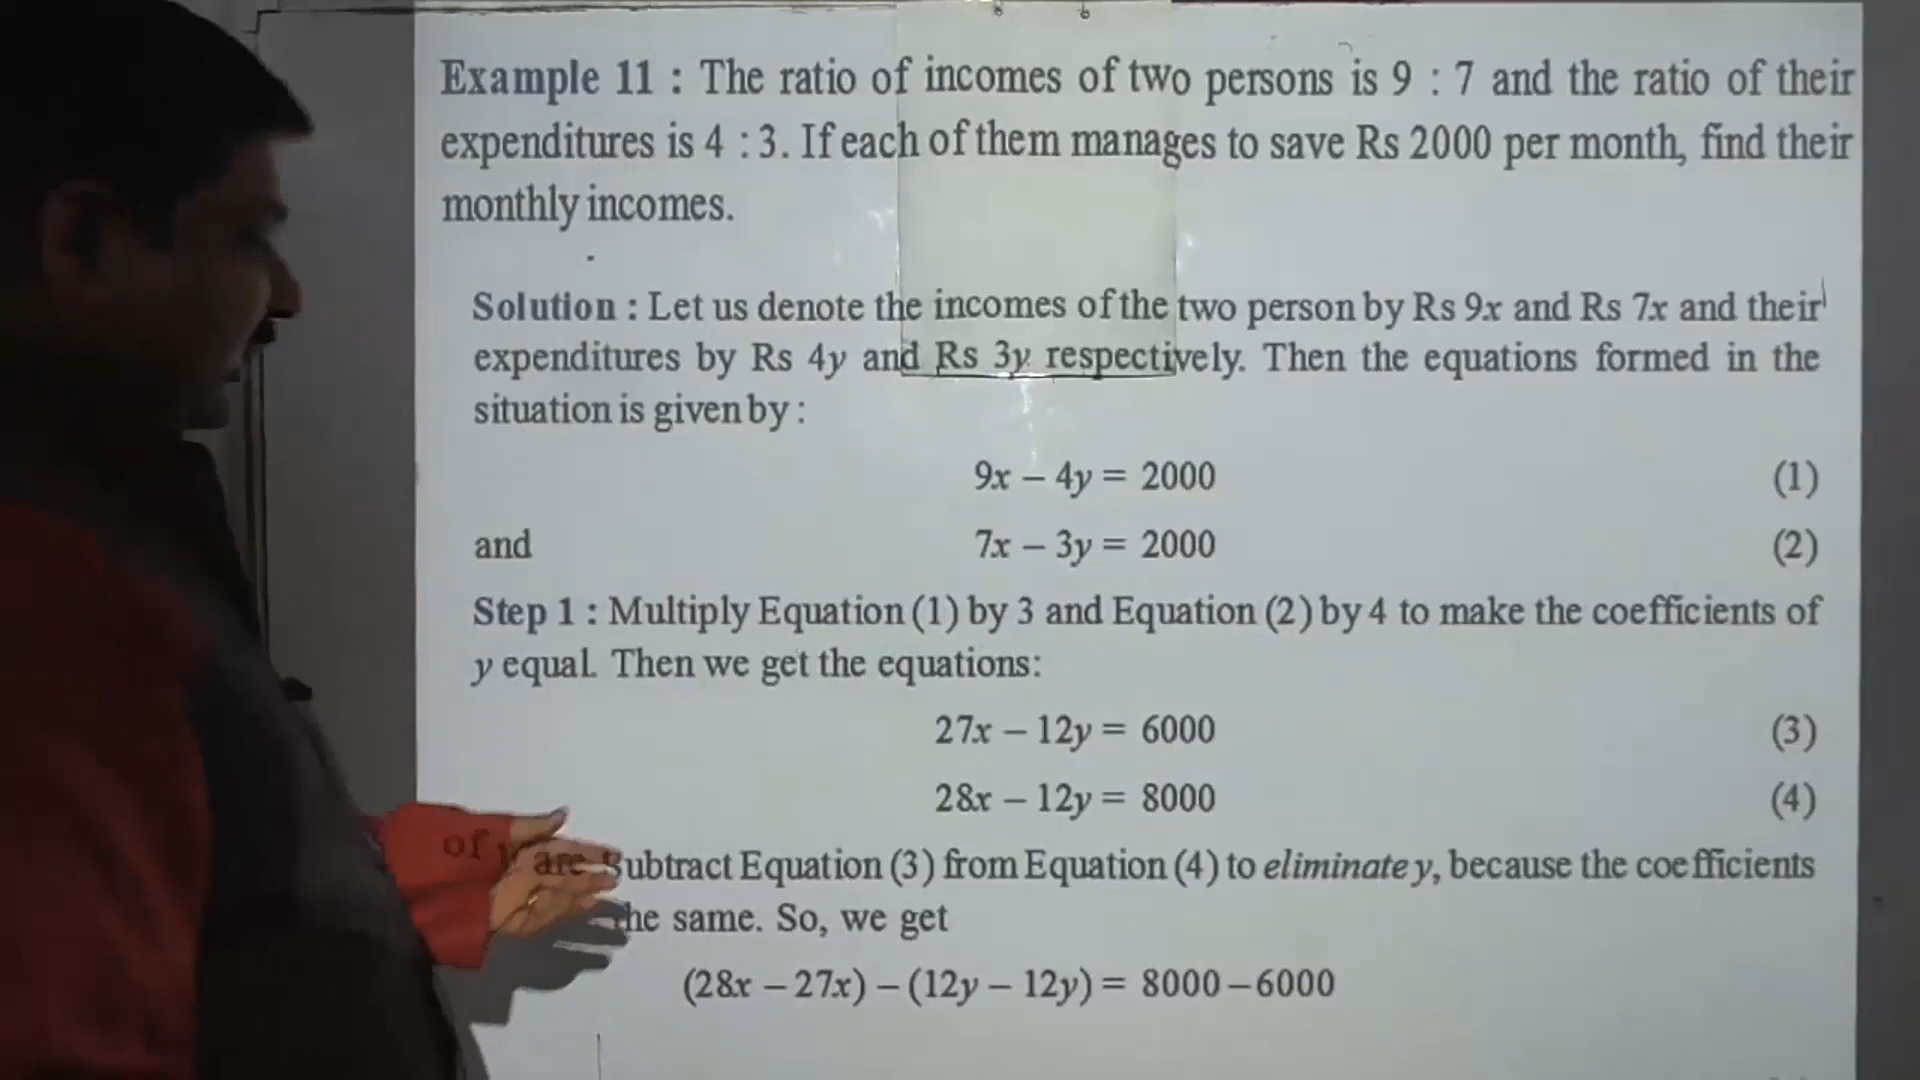 Example 11 : The ratio of incomes of two persons is 9 : 7 and the ratio of their
expenditures is 4 : 3. If each of them manages to save Rs 2000 per month, find their
monthly incomes.
Solution : Let us denote the incomes of the two person by Rs 9x and Rs 7x and their
expenditures by Rs 4y and Rs 3y respectively. Then the equations formed in the
situation is given by :
9x – 4y = 2000 (1)
and 7x – 3y = 2000 (2)
Step 1 : Multiply Equation (1) by 3 and Equation (2) by 4 to make the coefficients of
y equal. Then we get the equations:
27x – 12y = 6000 (3)
28x – 12y = 8000 (4)
Subtract Equation (3) from Equation (4) to eliminate y, because the coefficients
of y are the same. So, we get
(28x – 27x) – (12y – 12y) = 8000 – 6000